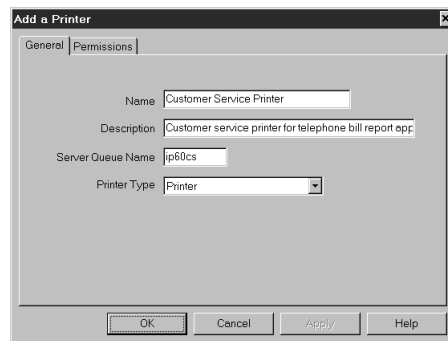 Add a Printer
General Permissions
Name Customer Service Printer
Description Customer service printer for telephone bill report app
Server Queue Name ip60cs
Printer Type Printer
OK Cancel Apply Help